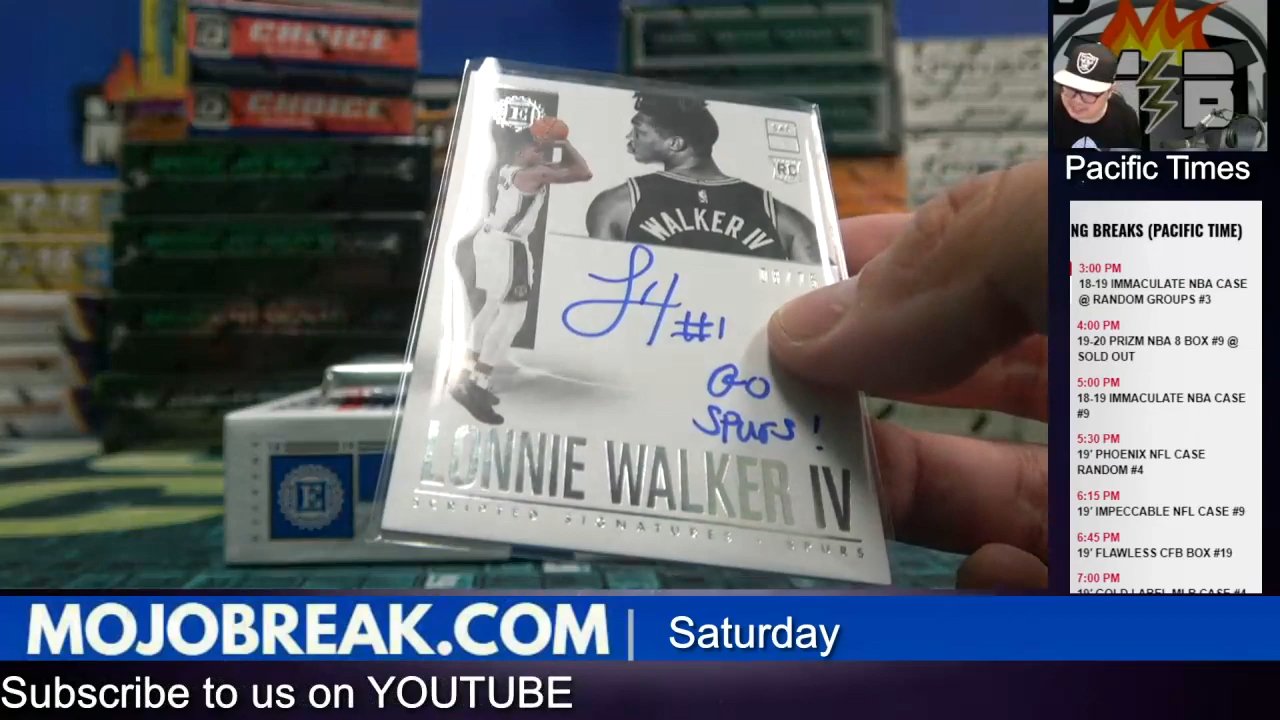 CHOICE
CHOICE
E
RC
WALKER IV
#1
GO
SPURS!
LONNIE WALKER IV
SCRIPTED SIGNATURES • SPURS
E
Pacific Times
NG BREAKS (PACIFIC TIME)
3:00 PM
18-19 IMMACULATE NBA CASE
@ RANDOM GROUPS #3
4:00 PM
19-20 PRIZM NBA 8 BOX #9 @
SOLD OUT
5:00 PM
18-19 IMMACULATE NBA CASE
#9
5:30 PM
19' PHOENIX NFL CASE
RANDOM #4
6:15 PM
19' IMPECCABLE NFL CASE #9
6:45 PM
19' FLAWLESS CFB BOX #19
7:00 PM
MOJOBREAK.COM
Saturday
Subscribe to us on YOUTUBE